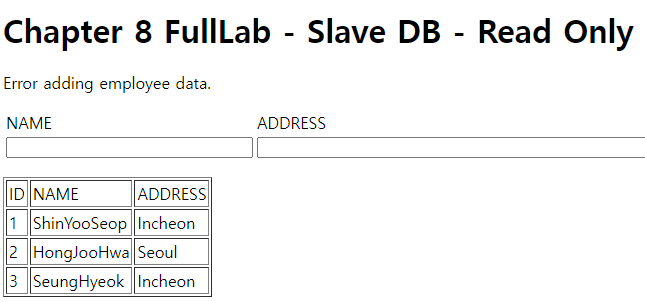 Chapter 8 FullLab - Slave DB - Read Only
Error adding employee data.
NAME ADDRESS
ID NAME ADDRESS
1 ShinYooSeop Incheon
2 HongJooHwa Seoul
3 SeungHyeok Incheon